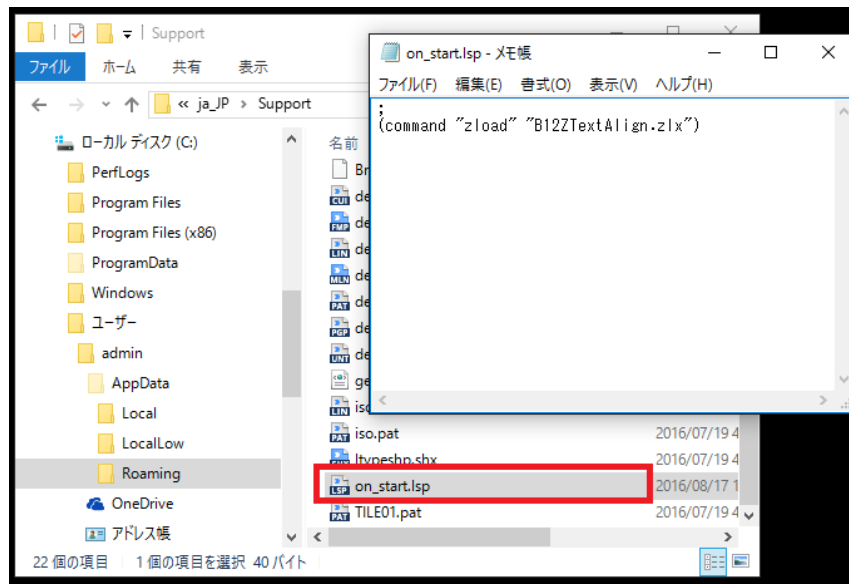 Support
ファイル ホーム 共有 表示
« ja_JP › Support
ローカル ディスク (C:)
PerfLogs
Program Files
Program Files (x86)
ProgramData
Windows
ユーザー
admin
AppData
Local
LocalLow
Roaming
OneDrive
アドレス帳
名前
Br
de
de
de
de
de
de
de
ge
iso
iso.pat 2016/07/19 4
ltypeshp.shx 2016/07/19 4
on_start.lsp 2016/08/17 1
TILE01.pat 2016/07/19 4
22 個の項目 1 個の項目を選択 40 バイト
on_start.lsp - メモ帳
ファイル(F) 編集(E) 書式(O) 表示(V) ヘルプ(H)
;
(command "zload" "B12ZTextAlign.zlx")